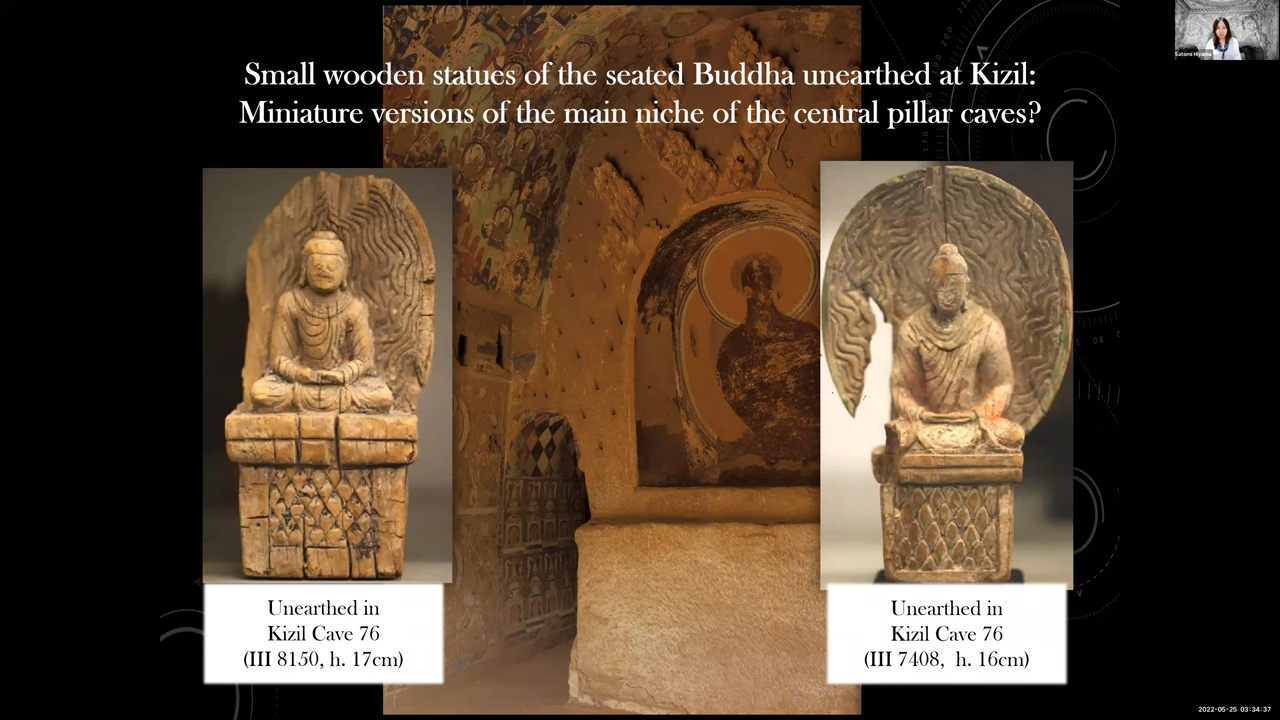 Small wooden statues of the seated Buddha unearthed at Kizil:
Miniature versions of the main niche of the central pillar caves?
Satomi Hiyama
Unearthed in
Kizil Cave 76
(III 8150, h. 17cm)
Unearthed in
Kizil Cave 76
(III 7408, h. 16cm)
2022-05-25 03:34:37